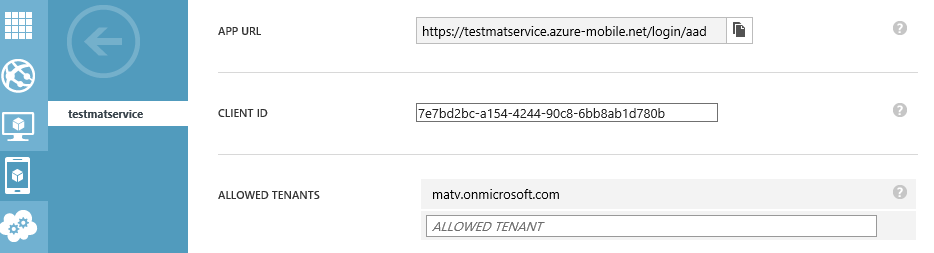 APP URL
https://testmatservice.azure-mobile.net/login/aad
?
testmatservice
CLIENT ID
7e7bd2bc-a154-4244-90c8-6bb8ab1d780b
?
ALLOWED TENANTS
matv.onmicrosoft.com
?
ALLOWED TENANT